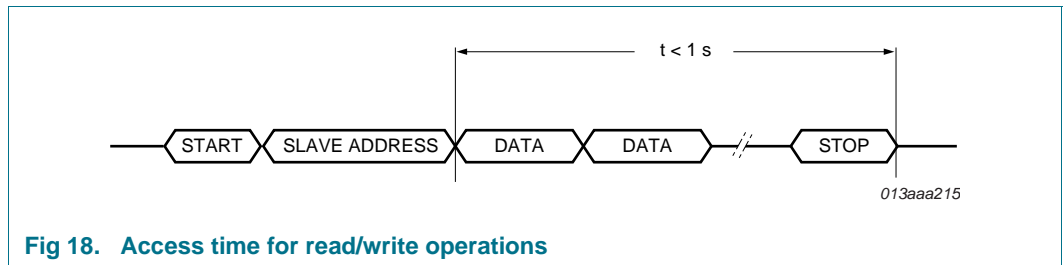 t < 1 s
START SLAVE ADDRESS DATA DATA STOP
013aaa215
Fig 18. Access time for read/write operations